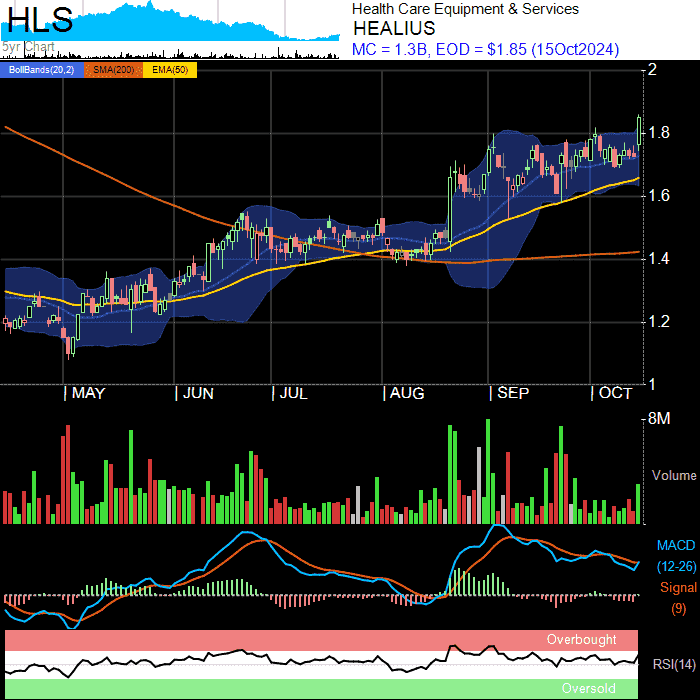 HLS
5yr Chart
Health Care Equipment & Services
HEALIUS
MC = 1.3B, EOD = $1.85 (15Oct2024)
BollBands(20,2) SMA(200) EMA(50)
2
1.8
1.6
1.4
1.2
1
| MAY | JUN | JUL | AUG | SEP | OCT
8M
Volume
MACD
(12-26)
Signal
(9)
Overbought
RSI(14)
Oversold